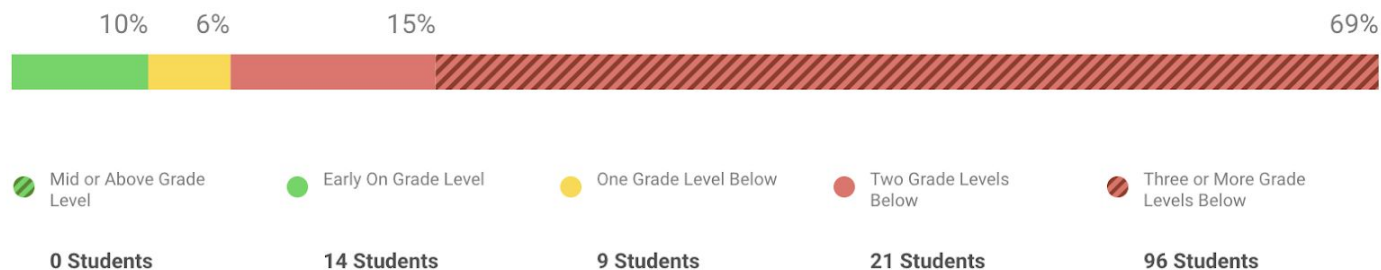 10% 6% 15% 69%
Mid or Above Grade
Level
Early On Grade Level
One Grade Level Below
Two Grade Levels
Below
Three or More Grade
Levels Below
0 Students
14 Students
9 Students
21 Students
96 Students